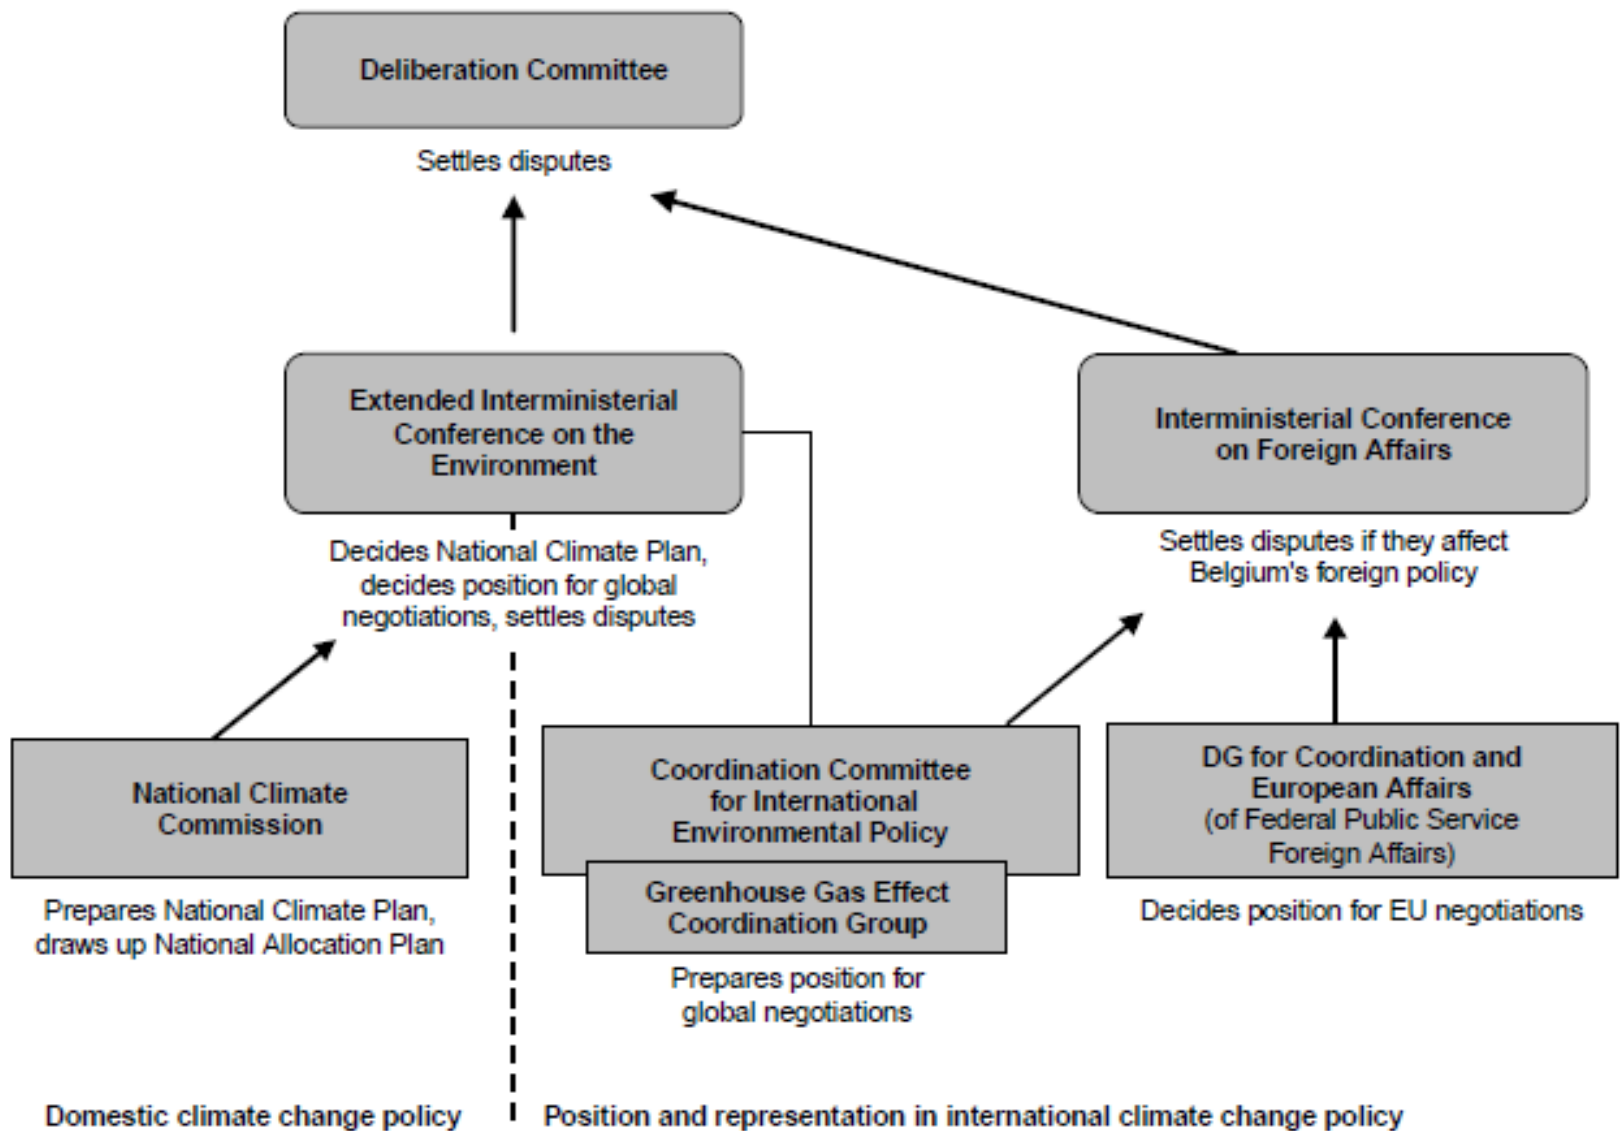 Deliberation Committee
Settles disputes
Extended Interministerial
Conference on the
Environment
Decides National Climate Plan,
decides position for global
negotiations, settles disputes
Interministerial Conference
on Foreign Affairs
Settles disputes if they affect
Belgium's foreign policy
National Climate
Commission
Prepares National Climate Plan,
draws up National Allocation Plan
Coordination Committee
for International
Environmental Policy
Greenhouse Gas Effect
Coordination Group
Prepares position for
global negotiations
DG for Coordination and
European Affairs
(of Federal Public Service
Foreign Affairs)
Decides position for EU negotiations
Domestic climate change policy
Position and representation in international climate change policy